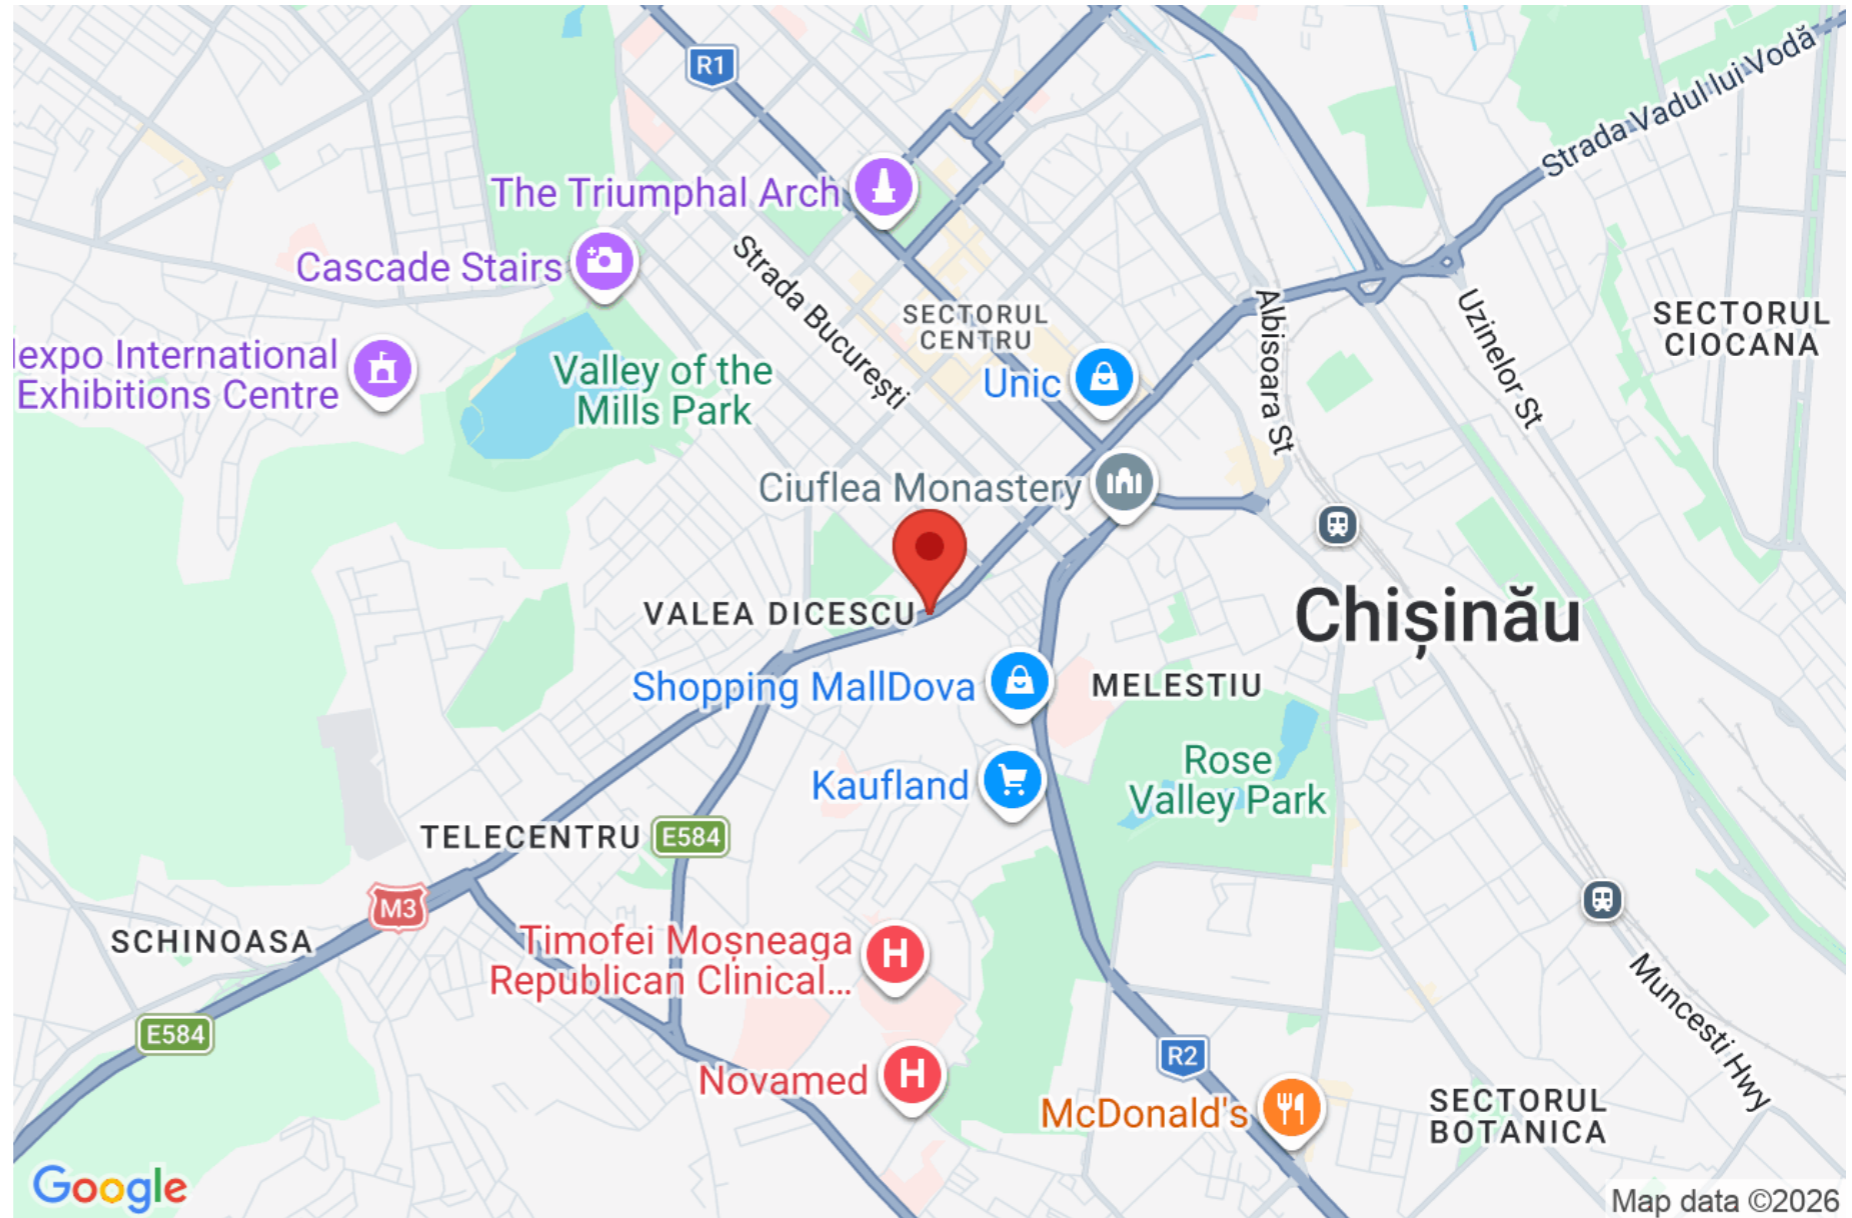 R1
Strada Vadul lui Vodă
The Triumphal Arch
Cascade Stairs
Strada București
SECTORUL
CENTRU
Albisoara St
Uzinelor St
SECTORUL
CIOCANA
lexpo International
Exhibitions Centre
Valley of the
Mills Park
Unic
Ciuflea Monastery
VALEA DICESCU
Chișinău
Shopping MallDova
MELESTIU
Kaufland
Rose
Valley Park
TELECENTRU
E584
M3
SCHINOASA
Timofei Moșneaga
Republican Clinical...
H
E584
Muncesti Hwy
Novamed
H
R2
McDonald's
SECTORUL
BOTANICA
Google
Map data ©2026